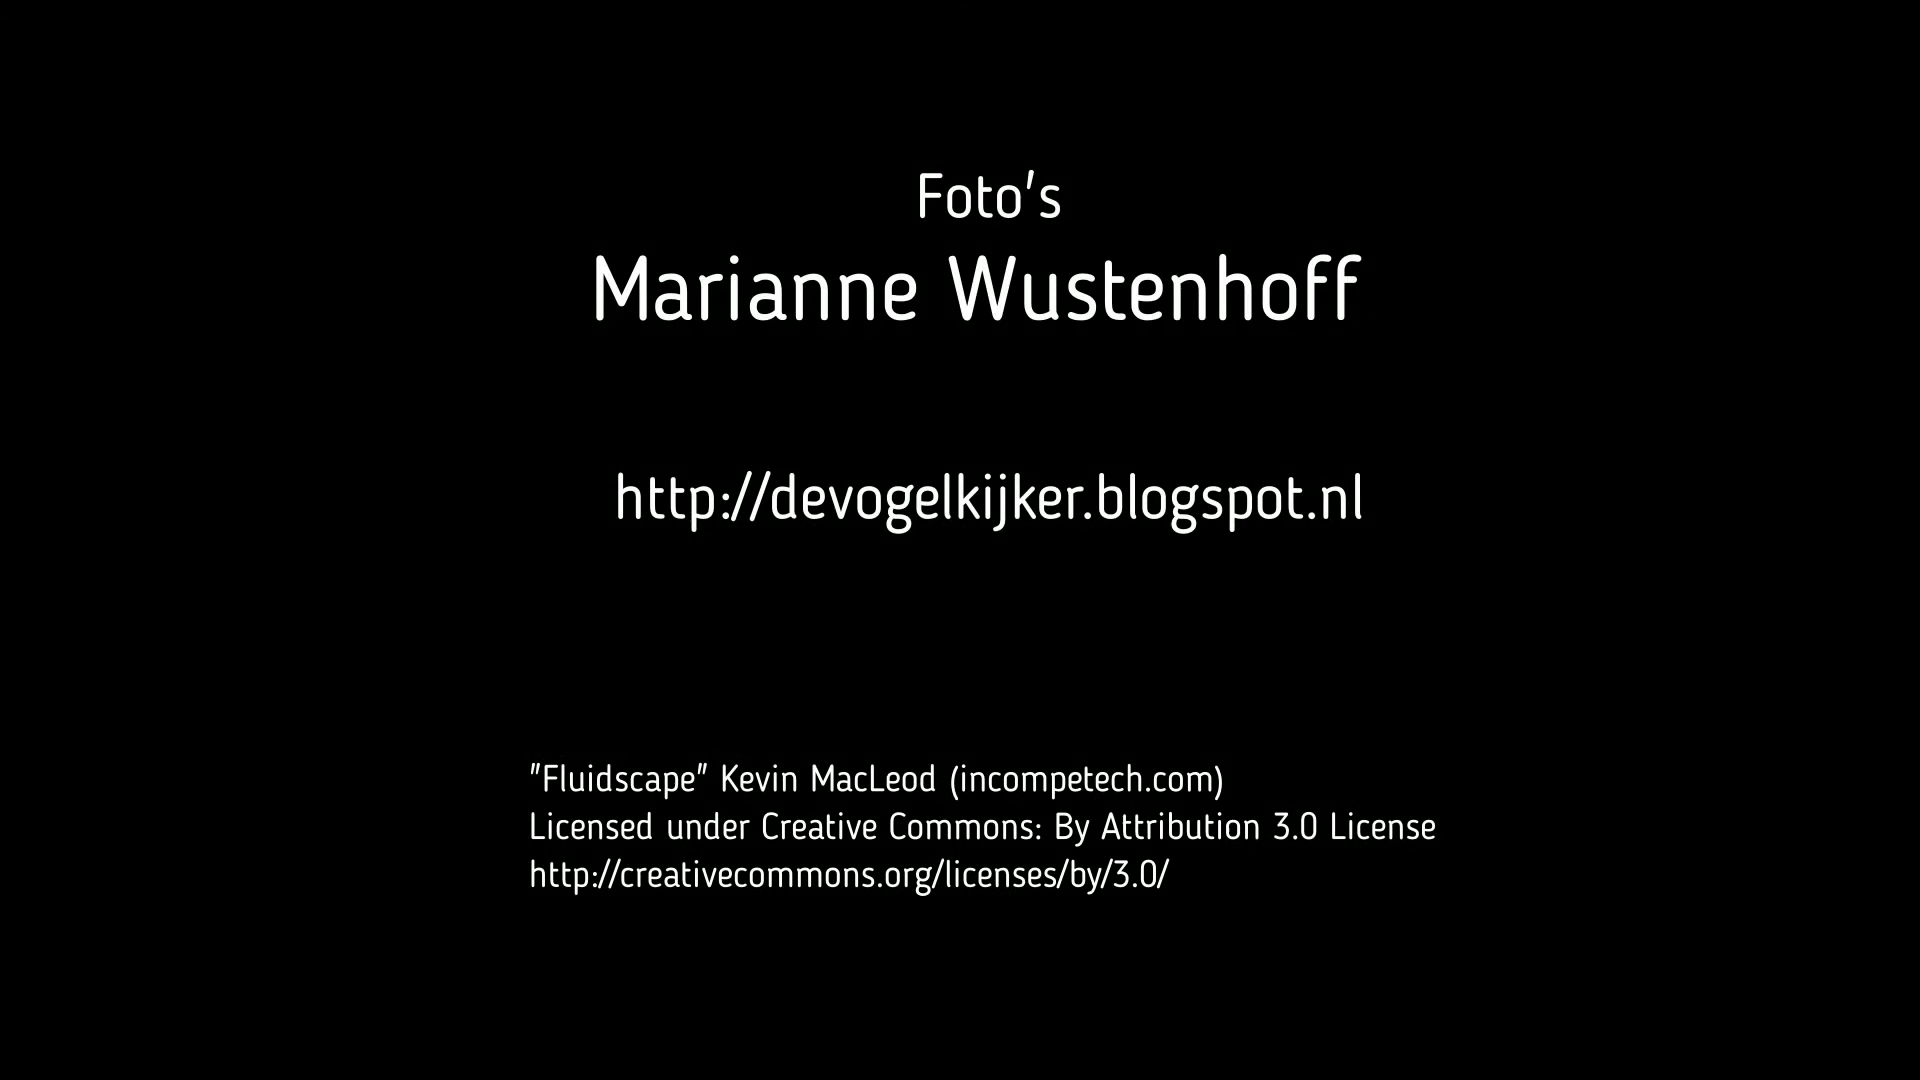 Foto's
Marianne Wustenhoff
http://devogelkijker.blogspot.nl
"Fluidscape" Kevin MacLeod (incompetech.com)
Licensed under Creative Commons: By Attribution 3.0 License
http://creativecommons.org/licenses/by/3.0/